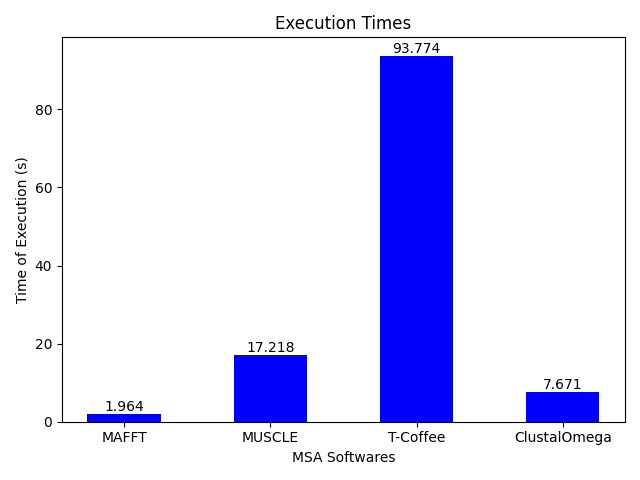 Execution Times
Time of Execution (s)
80
60
40
20
0
93.774
17.218
7.671
1.964
MAFFT
MUSCLE
T-Coffee
ClustalOmega
MSA Softwares